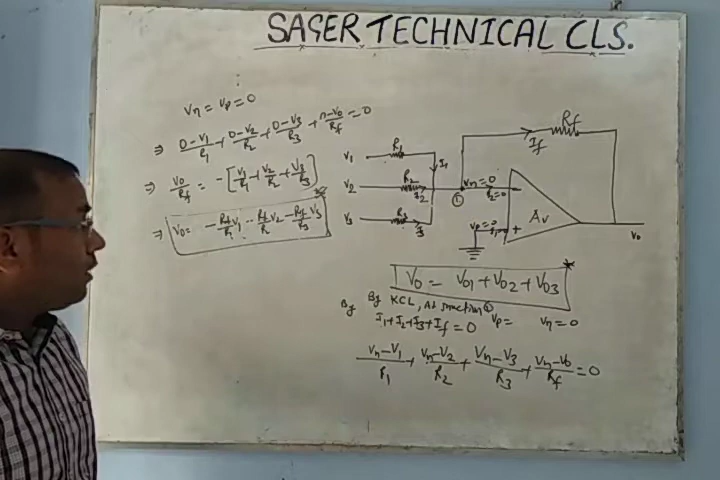 SAGER TECHNICAL CLS.
Vn = Vp = 0
⇒ 0-V1/R1 + 0-V2/R2 + 0-V3/R3 + n-V0/Rf = 0
⇒ V0/Rf = -[V1/R1 + V2/R2 + V3/R3]
⇒ V0 = -Rf/R1 V1 - Rf/R2 V2 - Rf/R3 V3
Rf
If
V1 R1 I1
V2 R2 I2
V3 R3 I3
Vn=0
①
Av
- +
V0
V0 = V01 + V02 + V03
By By KCL, At junction ①
I1+I2+I3+If = 0 Vp= Vn = 0
Vn-V1/R1 + Vn-V2/R2 + Vn-V3/R3 + Vn-V0/Rf = 0